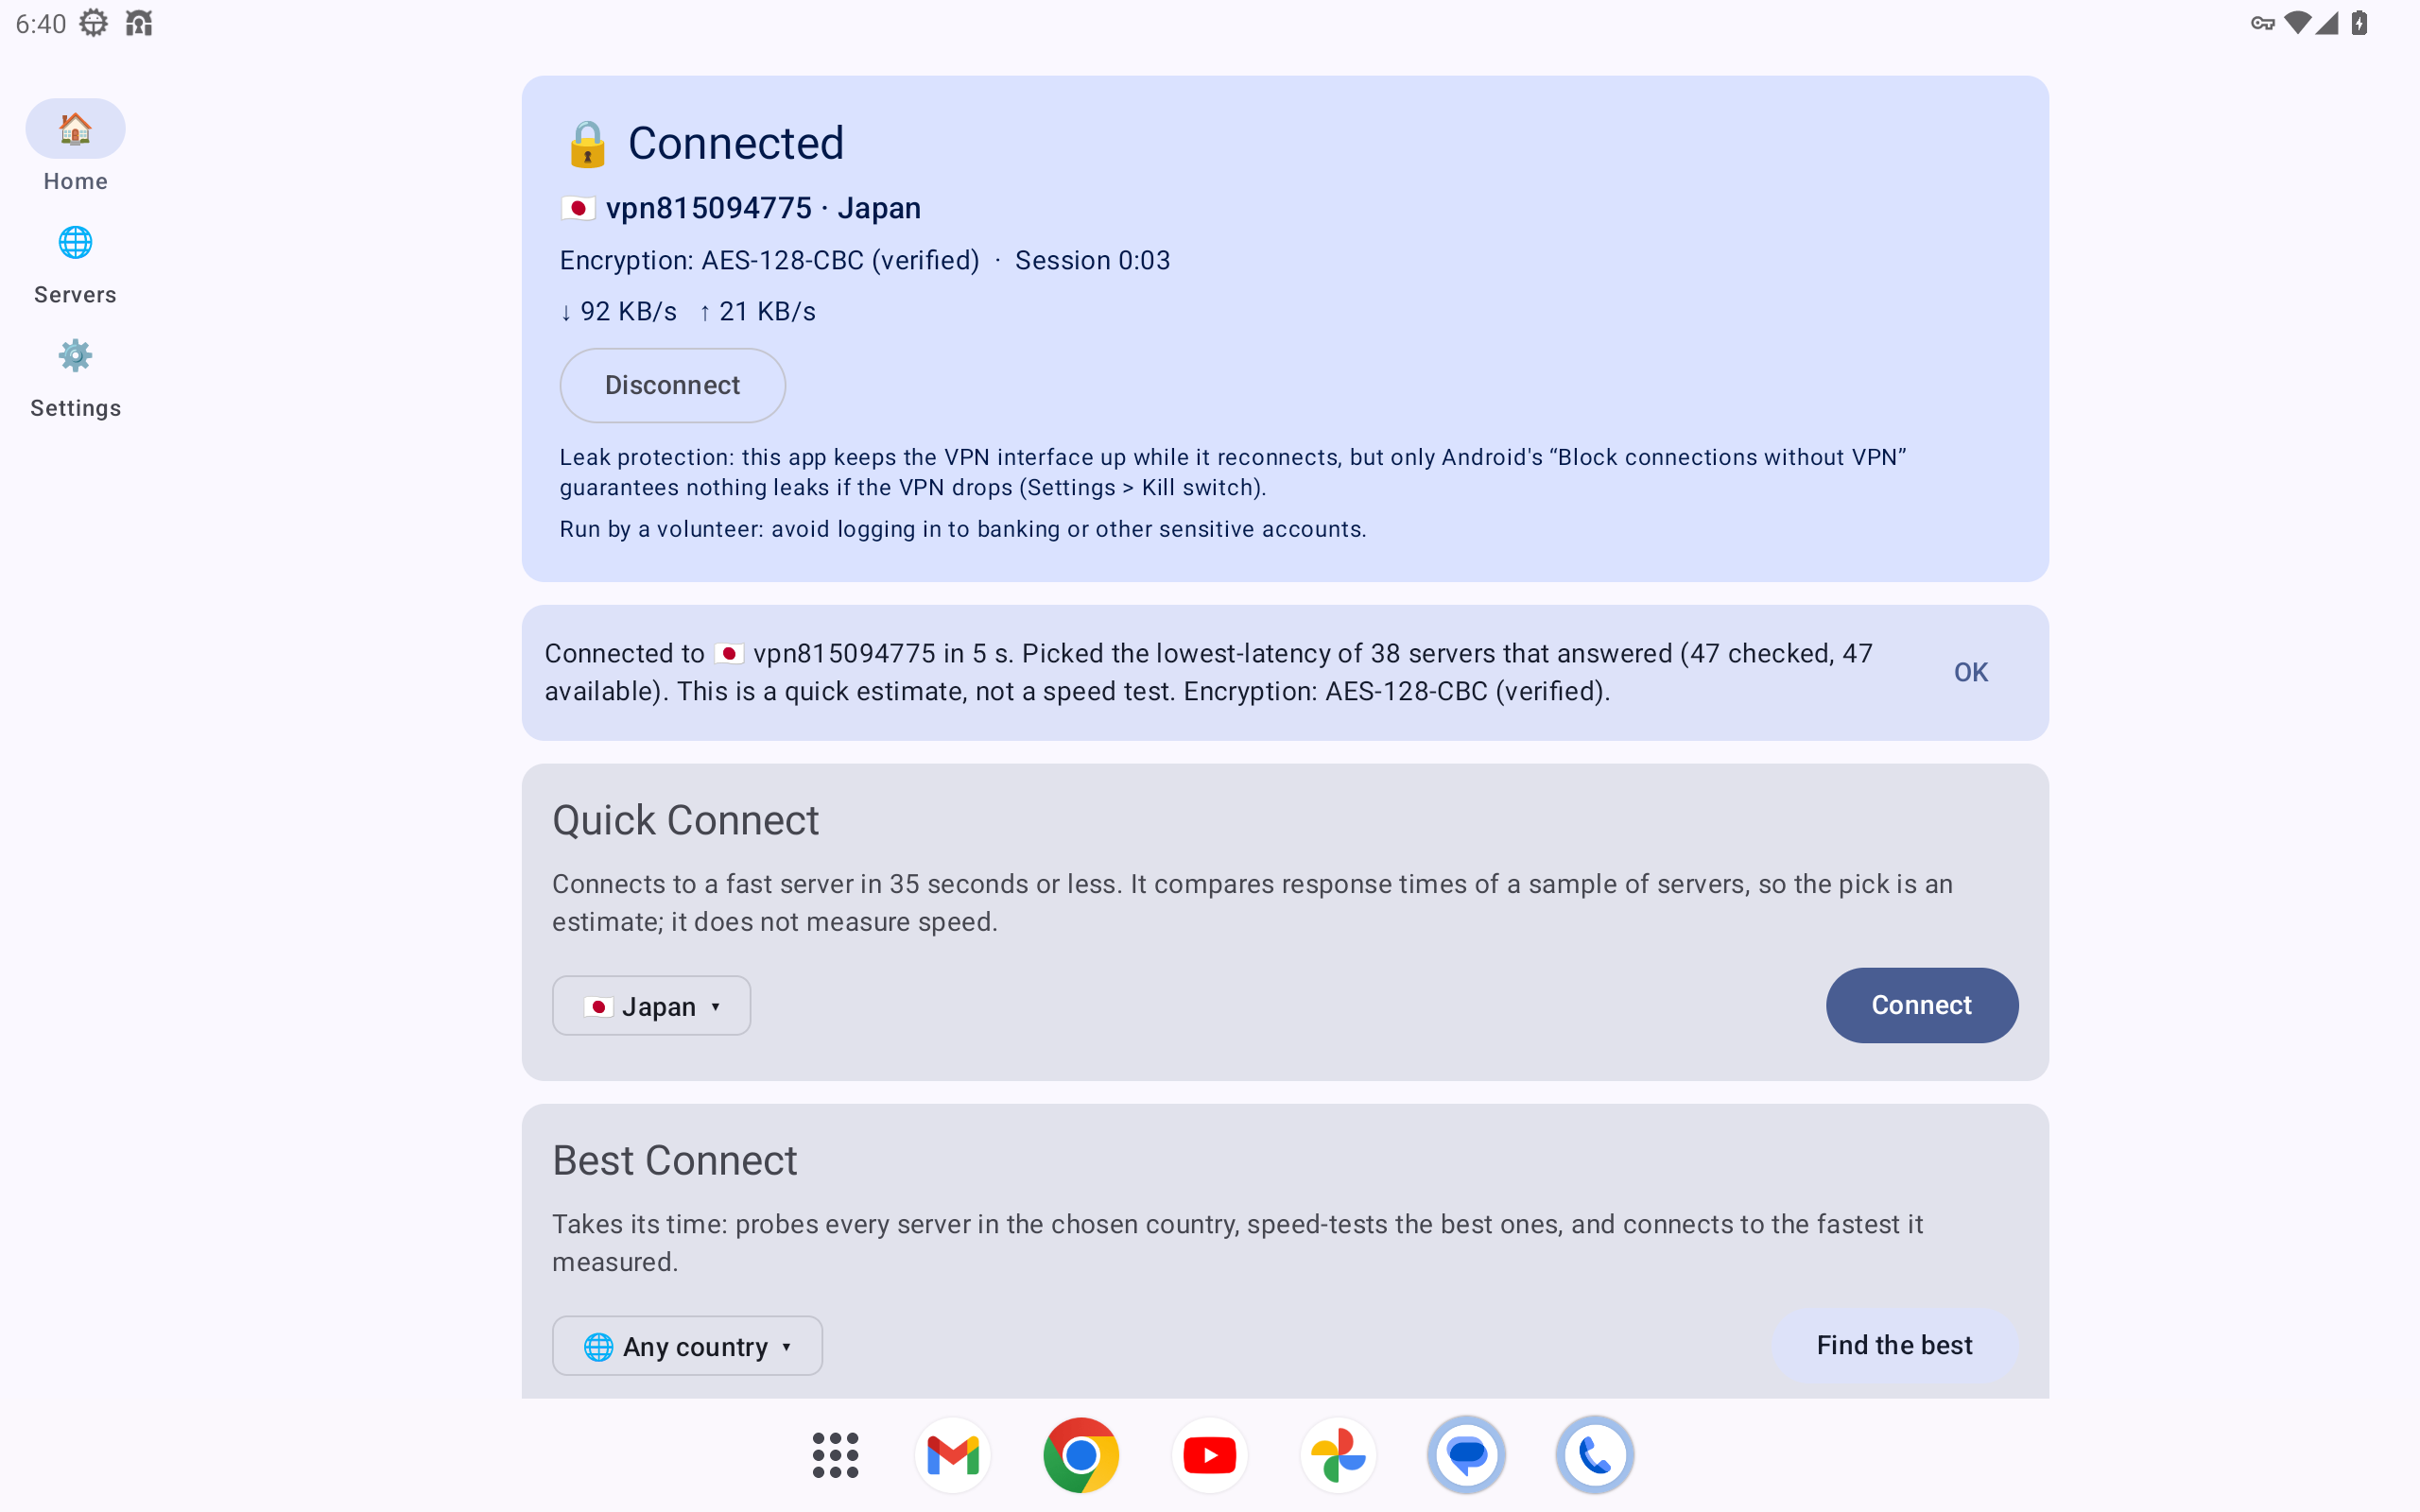 6:40
Home
Servers
Settings
🔒 Connected
🇯🇵 vpn815094775 · Japan
Encryption: AES-128-CBC (verified) · Session 0:03
↓ 92 KB/s ↑ 21 KB/s
Disconnect
Leak protection: this app keeps the VPN interface up while it reconnects, but only Android's “Block connections without VPN”
guarantees nothing leaks if the VPN drops (Settings > Kill switch).
Run by a volunteer: avoid logging in to banking or other sensitive accounts.
Connected to 🇯🇵 vpn815094775 in 5 s. Picked the lowest-latency of 38 servers that answered (47 checked, 47
available). This is a quick estimate, not a speed test. Encryption: AES-128-CBC (verified).
OK
Quick Connect
Connects to a fast server in 35 seconds or less. It compares response times of a sample of servers, so the pick is an
estimate; it does not measure speed.
🇯🇵 Japan ▾
Connect
Best Connect
Takes its time: probes every server in the chosen country, speed-tests the best ones, and connects to the fastest it
measured.
🌐 Any country ▾
Find the best